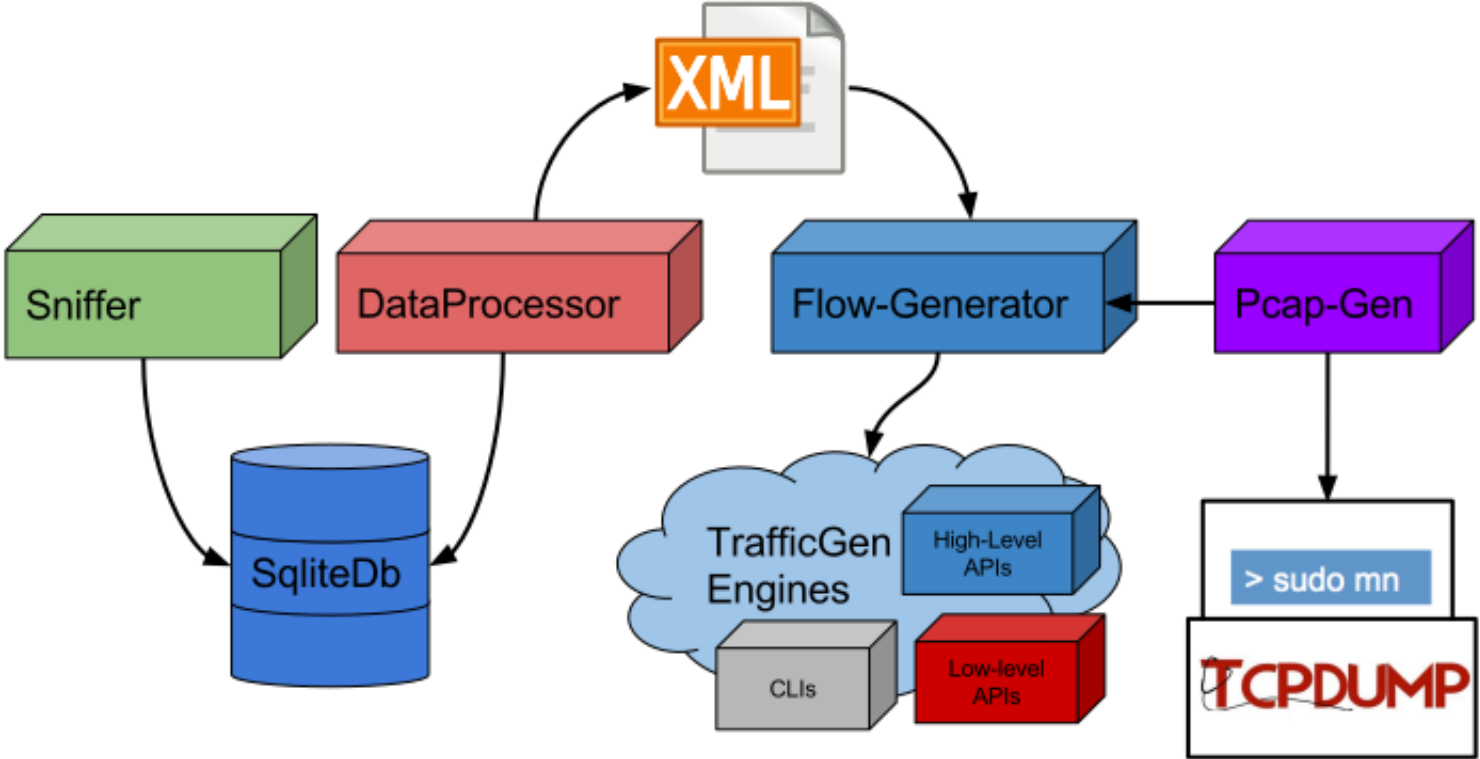 XML
Sniffer
DataProcessor
Flow-Generator
Pcap-Gen
SqliteDb
TrafficGen
Engines
High-Level
APIs
CLIs
Low-level
APIs
> sudo mn
TCPDUMP